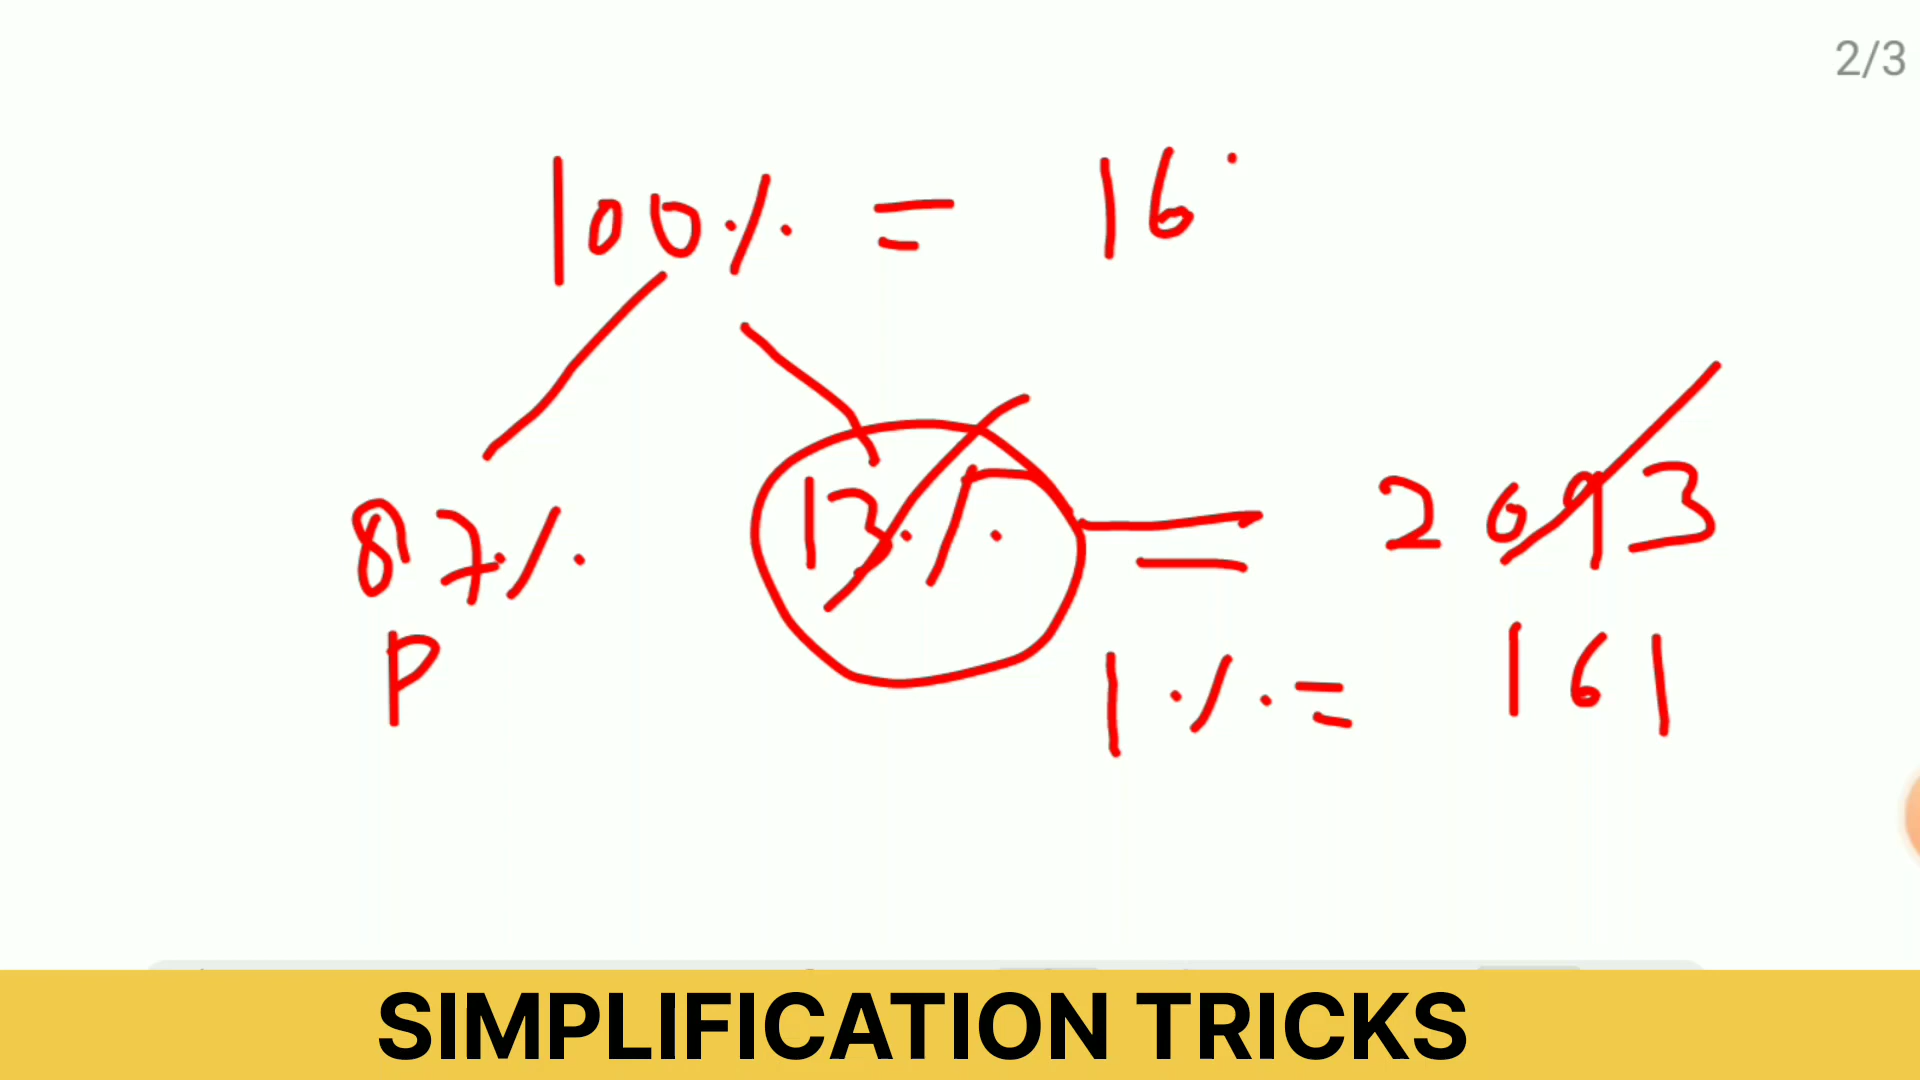 2/3
100% = 16
87% 13% = 2093
P 1% = 161
SIMPLIFICATION TRICKS